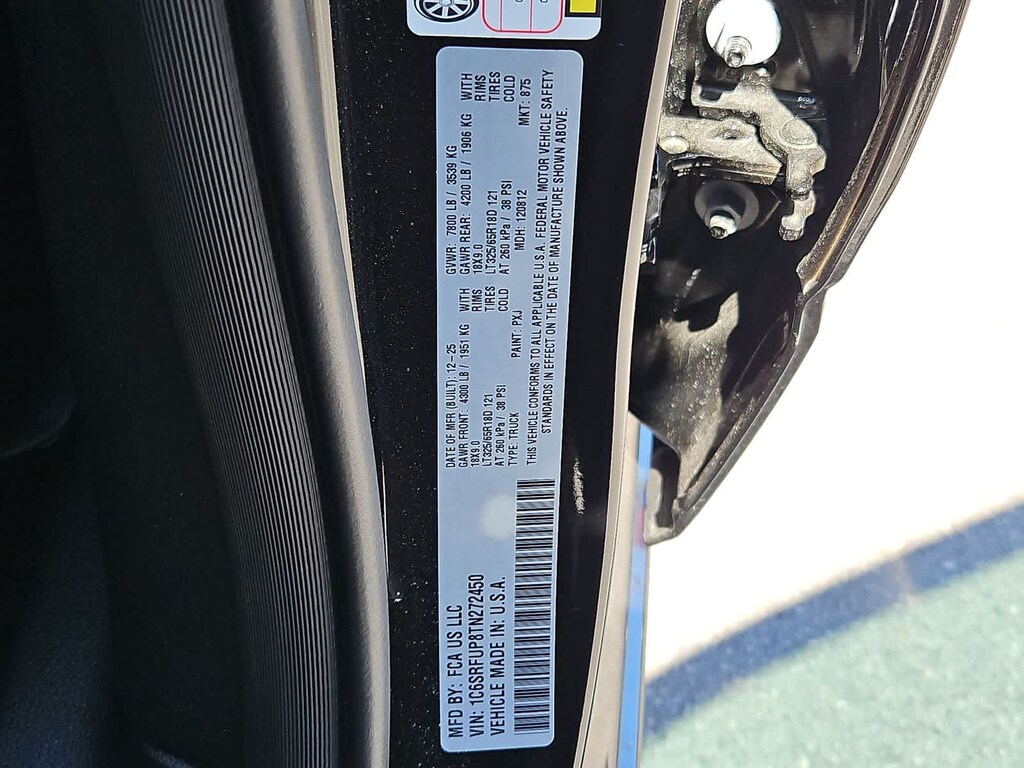 MFD BY: FCA US LLC
VIN: 1C6SRFUP8TN272450
VEHICLE MADE IN: U.S.A.
DATE OF MFR (BUILT): 12-25 GVWR: 7800 LB / 3539 KG
GAWR FRONT: 4300 LB / 1951 KG WITH GAWR REAR: 4200 LB / 1906 KG WITH
18X9.0 RIMS 18X9.0 RIMS
LT325/65R18D 121 TIRES LT325/65R18D 121 TIRES
AT 260 kPa / 38 PSI COLD AT 260 kPa / 38 PSI COLD
TYPE: TRUCK PAINT: PXJ MDH: 120812 MKT: 875
THIS VEHICLE CONFORMS TO ALL APPLICABLE U.S.A. FEDERAL MOTOR VEHICLE SAFETY
STANDARDS IN EFFECT ON THE DATE OF MANUFACTURE SHOWN ABOVE.